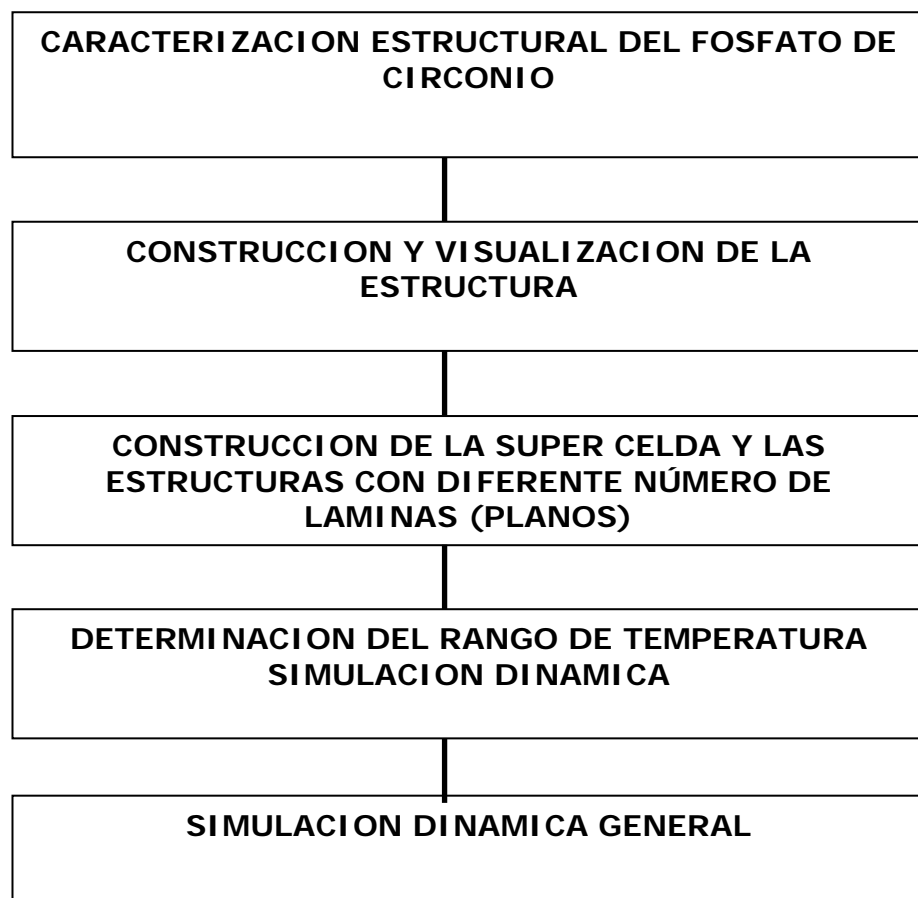 CARACTERIZACION ESTRUCTURAL DEL FOSFATO DE
CIRCONIO
CONSTRUCCION Y VISUALIZACION DE LA
ESTRUCTURA
CONSTRUCCION DE LA SUPER CELDA Y LAS
ESTRUCTURAS CON DIFERENTE NÚMERO DE
LAMINAS (PLANOS)
DETERMINACION DEL RANGO DE TEMPERATURA
SIMULACION DINAMICA
SIMULACION DINAMICA GENERAL